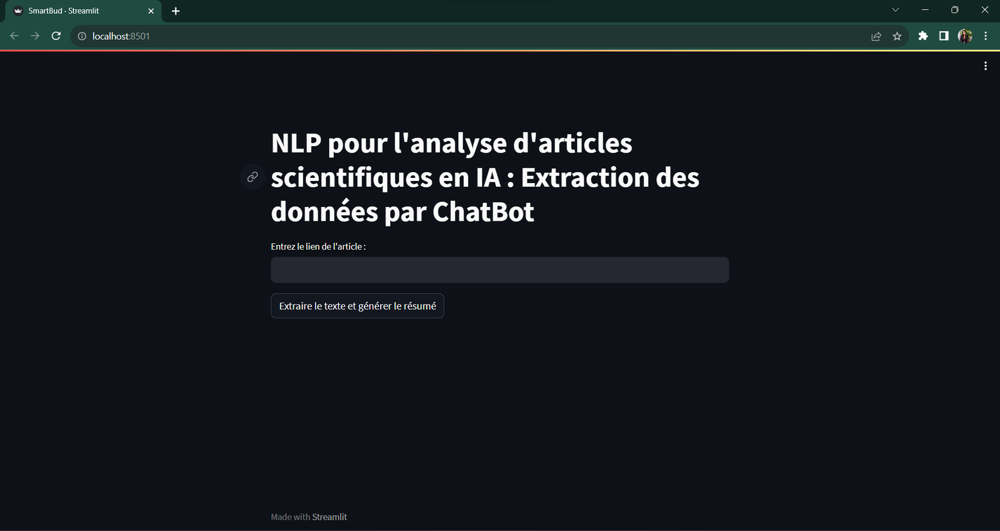 SmartBud · Streamlit
localhost:8501
NLP pour l'analyse d'articles
scientifiques en IA : Extraction des
données par ChatBot
Entrez le lien de l'article :
Extraire le texte et générer le résumé
Made with Streamlit